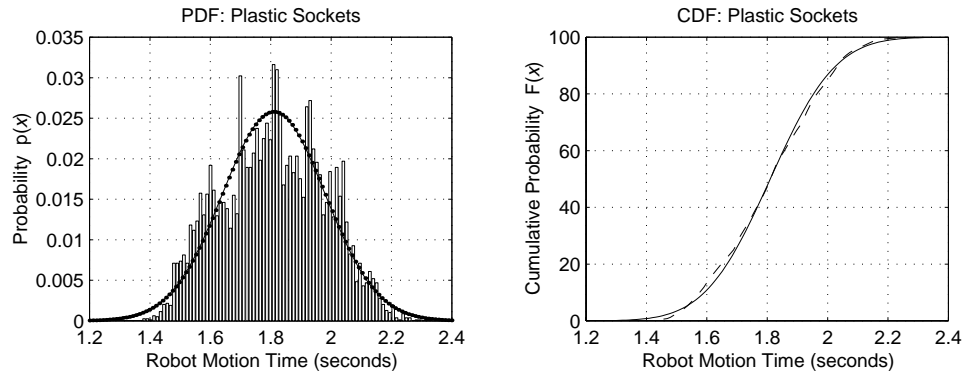 PDF: Plastic Sockets
Probability p(x)
0.035
0.03
0.025
0.02
0.015
0.01
0.005
0
1.2 1.4 1.6 1.8 2 2.2 2.4
Robot Motion Time (seconds)
CDF: Plastic Sockets
Cumulative Probability F(x)
100
80
60
40
20
0
1.2 1.4 1.6 1.8 2 2.2 2.4
Robot Motion Time (seconds)